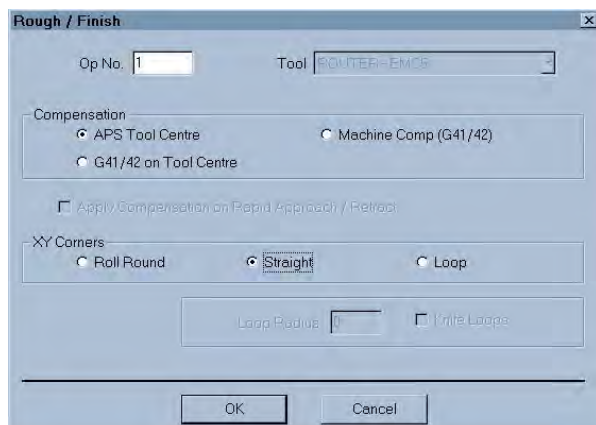 Rough / Finish
Op No. 1 Tool ROUTER - EMC5
Compensation
APS Tool Centre Machine Comp (G41/42)
G41/42 on Tool Centre
Apply Compensation on Rapid Approach / Retract
XY Corners
Roll Round Straight Loop
Loop Radius 0 Knife Loops
OK Cancel